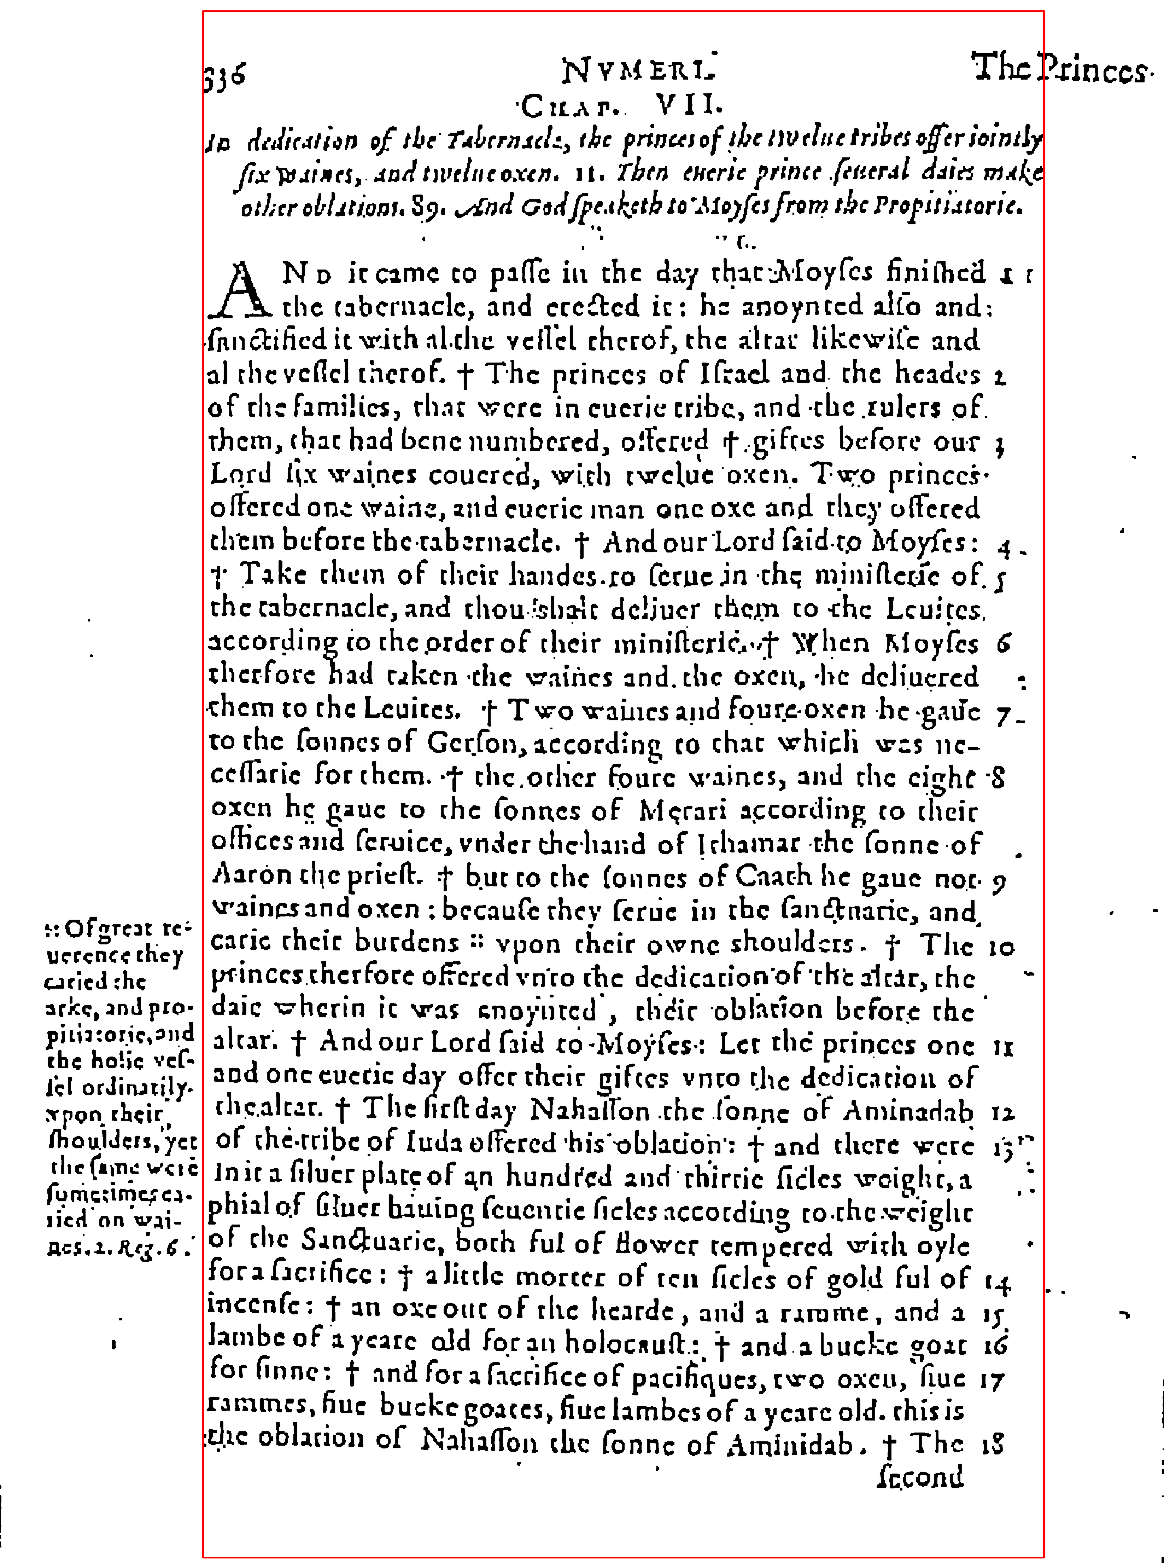 336 NVMERI. The Princes
CHAP. VII.
In dedication of the Tabernacle, the princes of the twelue tribes offer iointly
ſix waines, and twelue oxen. 11. Then euerie prince ſeueral daies make
other oblations. 89. And God ſpeaketh to Moyſes from the Propitiatorie.
AND it came to paſſe in the day that Moyſes finiſhed 1
the tabernacle, and erected it: he anoynted alſo and
ſanctified it with al the veſſel therof, the altar likewiſe and
al the veſſel therof. † The princes of Iſrael and the heades 2
of the families, that were in euerie tribe, and the rulers of
them, that had bene numbered, offered † giftes before our 3
Lord ſix waines couered, with twelue oxen. Two princes
offered one waine, and euerie man one oxe and they offered
them before the tabernacle. † And our Lord ſaid to Moyſes: 4
† Take them of their handes to ſerue in the miniſterie of 5
the tabernacle, and thou shalt deliuer them to the Leuites
according to the order of their miniſterie. † When Moyſes 6
therfore had taken the waines and the oxen, he deliuered
them to the Leuites. † Two waines and foure oxen he gaue 7
to the ſonnes of Gerſon, according to that which was ne-
ceſſarie for them. † the other foure waines, and the eight 8
oxen he gaue to the ſonnes of Merari according to their
offices and ſeruice, vnder the hand of Ithamar the ſonne of
Aaron the prieſt. † but to the ſonnes of Caath he gaue not 9
waines and oxen: becauſe they ſerue in the ſanctuarie, and
carie their burdens :: vpon their owne shoulders. † The 10
princes therfore offered vnto the dedication of the altar, the
daie wherin it was anoynted, their oblation before the
altar. † And our Lord ſaid to Moyſes: Let the princes one 11
and one euerie day offer their giftes vnto the dedication of
the altar. † The firſt day Nahaſſon the ſonne of Aminadab 12
of the tribe of Iuda offered his oblation: † and there were 13
in it a ſiluer plate of an hundred and thirtie ſicles weight, a
phial of ſiluer hauing ſeuentie ſicles according to the weight
of the Sanctuarie, both ful of flower tempered with oyle
for a ſacrifice: † a little morter of ten ſicles of gold ful of 14
incenſe: † an oxe out of the hearde, and a ramme, and a 15
lambe of a yeare old for an holocauſt: † and a bucke goat 16
for ſinne: † and for a ſacrifice of pacifiques, two oxen, fiue 17
rammes, fiue bucke goates, fiue lambes of a yeare old. this is
the oblation of Nahaſſon the ſonne of Aminidab. † The 18
ſecond
:: Of great re-
uerence they
caried the
arke, and pro-
pitiatorie, and
the holie veſ-
ſel ordinarily
vpon their
ſhoulders, yet
the ſame were
ſumetimes ca-
ried on wai-
nes. 2. Reg. 6.